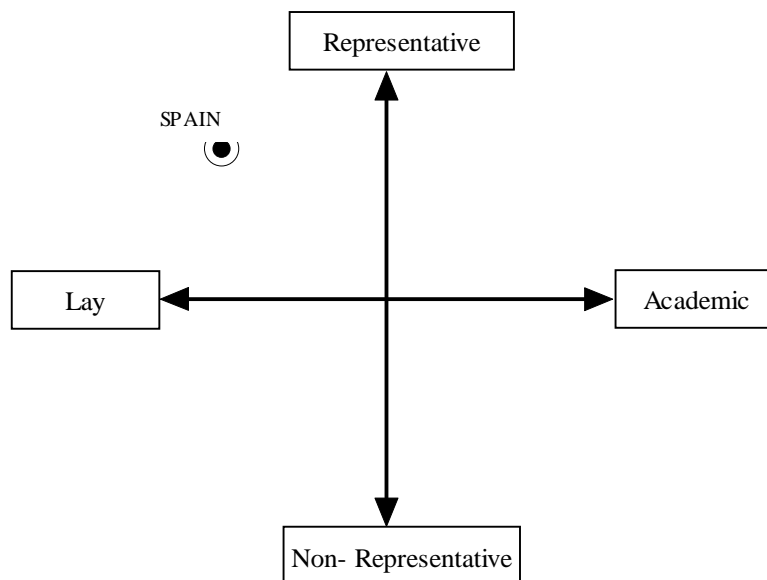 Representative
SPAIN
Lay
Academic
Non- Representative